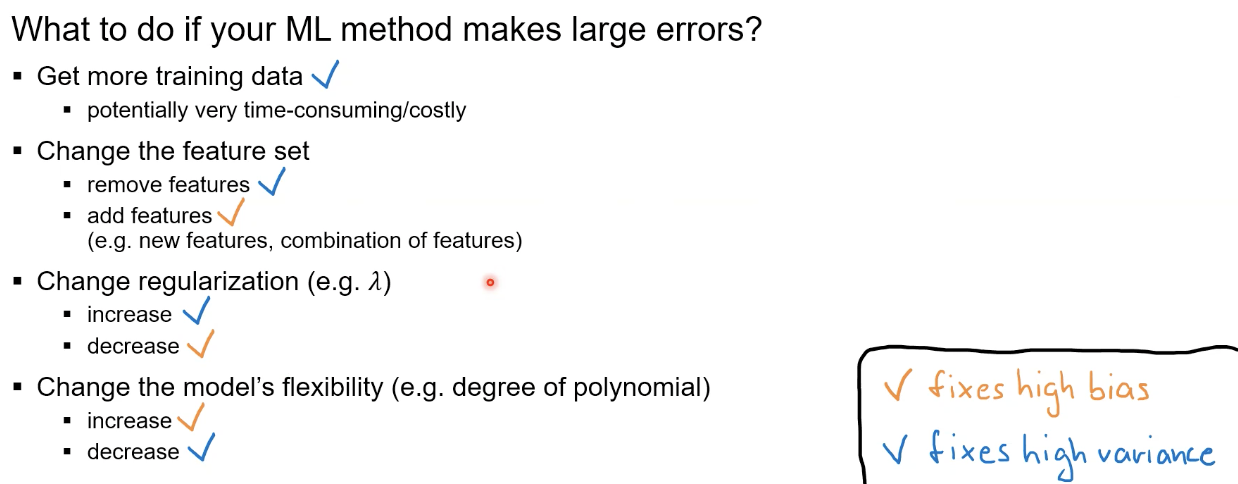 What to do if your ML method makes large errors?
▪ Get more training data ✓
▪ potentially very time-consuming/costly
▪ Change the feature set
▪ remove features ✓
▪ add features ✓
(e.g. new features, combination of features)
▪ Change regularization (e.g. λ)
▪ increase ✓
▪ decrease ✓
▪ Change the model's flexibility (e.g. degree of polynomial)
▪ increase ✓
▪ decrease ✓
✓ fixes high bias
✓ fixes high variance